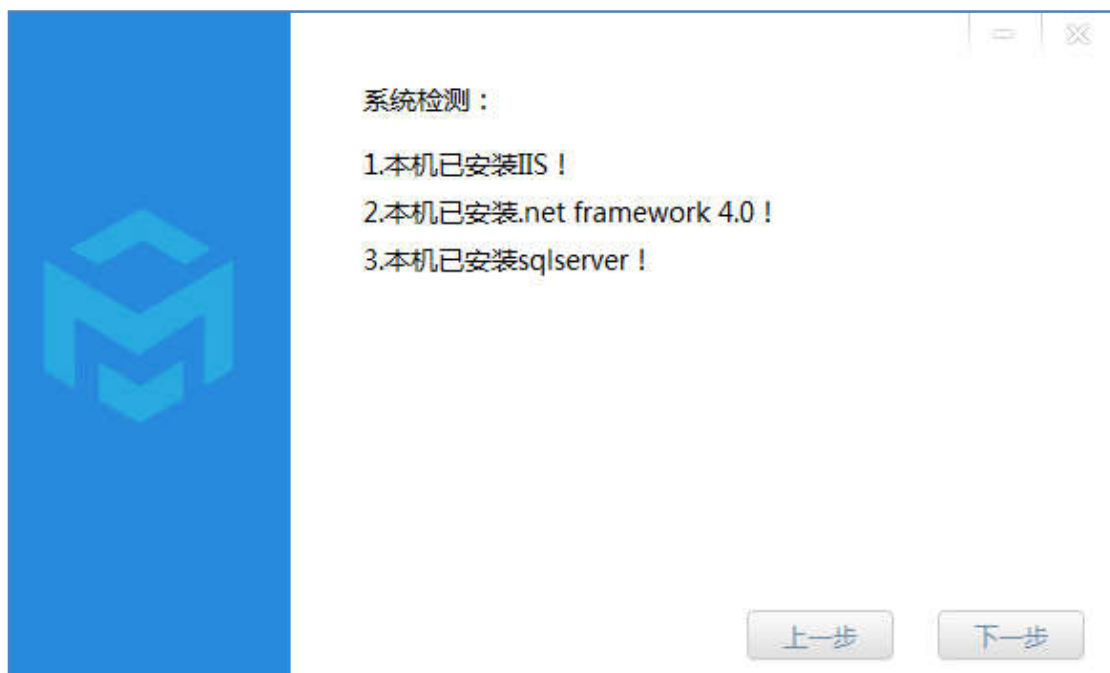 系统检测：
1.本机已安装IIS！
2.本机已安装.net framework 4.0！
3.本机已安装sqlserver！
上一步
下一步